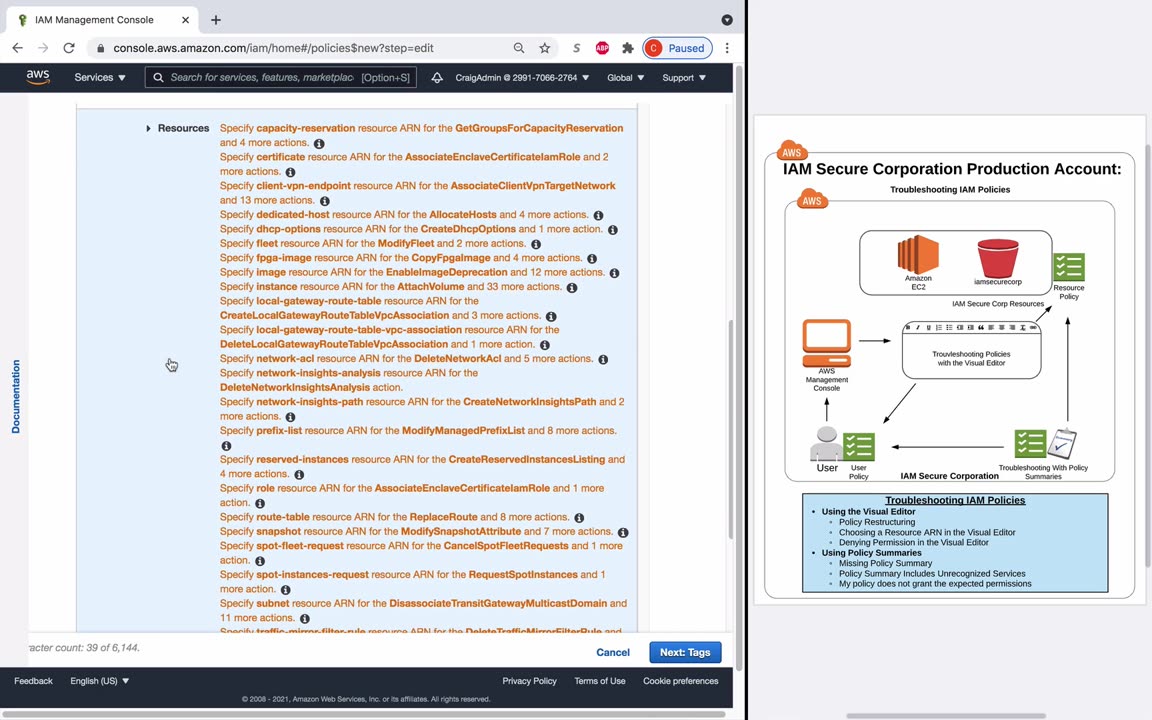 IAM Management Console
console.aws.amazon.com/iam/home#/policies$new?step=edit
S
ABP
C Paused
aws
Services
Search for services, features, marketplac [Option+S]
CraigAdmin @ 2991-7066-2764
Global
Support
Documentation
Resources
Specify capacity-reservation resource ARN for the GetGroupsForCapacityReservation
and 4 more actions.
Specify certificate resource ARN for the AssociateEnclaveCertificateIamRole and 2
more actions.
Specify client-vpn-endpoint resource ARN for the AssociateClientVpnTargetNetwork
and 13 more actions.
Specify dedicated-host resource ARN for the AllocateHosts and 4 more actions.
Specify dhcp-options resource ARN for the CreateDhcpOptions and 1 more action.
Specify fleet resource ARN for the ModifyFleet and 2 more actions.
Specify fpga-image resource ARN for the CopyFpgaImage and 4 more actions.
Specify image resource ARN for the EnableImageDeprecation and 12 more actions.
Specify instance resource ARN for the AttachVolume and 33 more actions.
Specify local-gateway-route-table resource ARN for the
CreateLocalGatewayRouteTableVpcAssociation and 3 more actions.
Specify local-gateway-route-table-vpc-association resource ARN for the
DeleteLocalGatewayRouteTableVpcAssociation and 1 more action.
Specify network-acl resource ARN for the DeleteNetworkAcl and 5 more actions.
Specify network-insights-analysis resource ARN for the
DeleteNetworkInsightsAnalysis action.
Specify network-insights-path resource ARN for the CreateNetworkInsightsPath and 2
more actions.
Specify prefix-list resource ARN for the ModifyManagedPrefixList and 8 more actions.
Specify reserved-instances resource ARN for the CreateReservedInstancesListing and
4 more actions.
Specify role resource ARN for the AssociateEnclaveCertificateIamRole and 1 more
action.
Specify route-table resource ARN for the ReplaceRoute and 8 more actions.
Specify snapshot resource ARN for the ModifySnapshotAttribute and 7 more actions.
Specify spot-fleet-request resource ARN for the CancelSpotFleetRequests and 1 more
action.
Specify spot-instances-request resource ARN for the RequestSpotInstances and 1
more action.
Specify subnet resource ARN for the DisassociateTransitGatewayMulticastDomain and
11 more actions.
Specify traffic-mirror-filter-rule resource ARN for the DeleteTrafficMirrorFilterRule and
racter count: 39 of 6,144.
Cancel
Next: Tags
Feedback
English (US)
Privacy Policy
Terms of Use
Cookie preferences
© 2008 - 2021, Amazon Web Services, Inc. or its affiliates. All rights reserved.
AWS
IAM Secure Corporation Production Account:
Troubleshooting IAM Policies
AWS
Amazon
EC2
iamsecurecorp
Resource
Policy
IAM Secure Corp Resources
Trouvleshooting Policies
with the Visual Editor
AWS
Management
Console
User
User
Policy
IAM Secure Corporation
Troubleshooting With Policy
Summaries
Troubleshooting IAM Policies
• Using the Visual Editor
◦ Policy Restructuring
◦ Choosing a Resource ARN in the Visual Editor
◦ Denying Permission in the Visual Editor
• Using Policy Summaries
◦ Missing Policy Summary
◦ Policy Summary Includes Unrecognized Services
◦ My policy does not grant the expected permissions